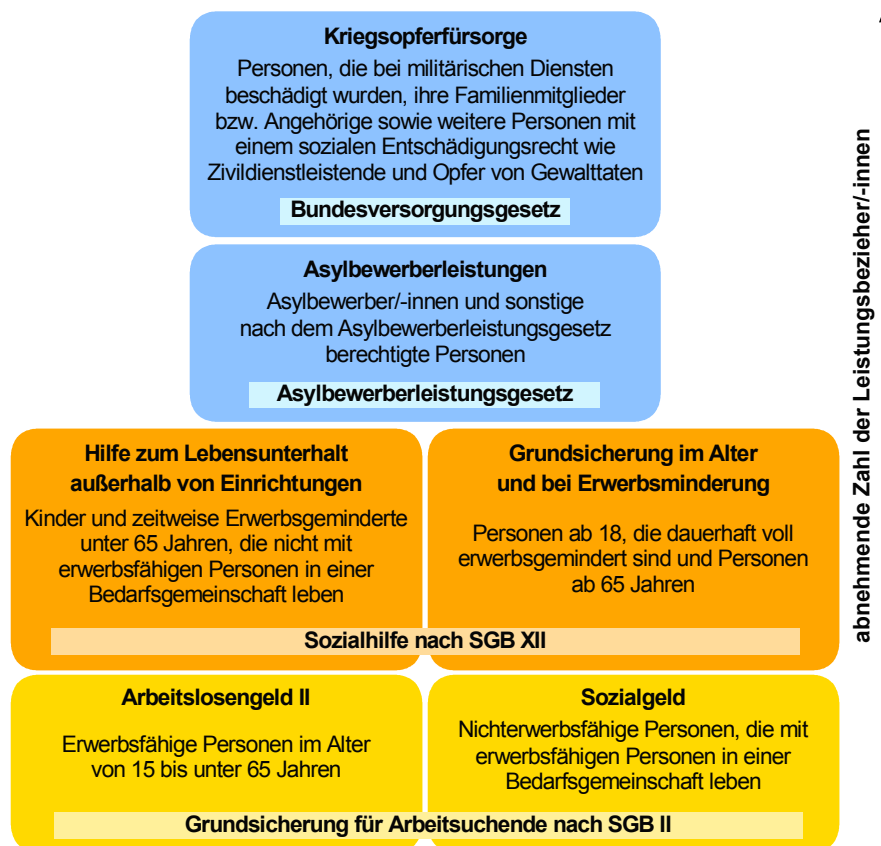 Kriegsopferfürsorge
Personen, die bei militärischen Diensten
beschädigt wurden, ihre Familienmitglieder
bzw. Angehörige sowie weitere Personen mit
einem sozialen Entschädigungsrecht wie
Zivildienstleistende und Opfer von Gewalttaten
Bundesversorgungsgesetz
Asylbewerberleistungen
Asylbewerber/-innen und sonstige
nach dem Asylbewerberleistungsgesetz
berechtigte Personen
Asylbewerberleistungsgesetz
Hilfe zum Lebensunterhalt
außerhalb von Einrichtungen
Kinder und zeitweise Erwerbsgeminderte
unter 65 Jahren, die nicht mit
erwerbsfähigen Personen in einer
Bedarfsgemeinschaft leben
Grundsicherung im Alter
und bei Erwerbsminderung
Personen ab 18, die dauerhaft voll
erwerbsgemindert sind und Personen
ab 65 Jahren
Sozialhilfe nach SGB XII
Arbeitslosengeld II
Erwerbsfähige Personen im Alter
von 15 bis unter 65 Jahren
Sozialgeld
Nichterwerbsfähige Personen, die mit
erwerbsfähigen Personen in einer
Bedarfsgemeinschaft leben
Grundsicherung für Arbeitsuchende nach SGB II
abnehmende Zahl der Leistungsbezieher/-innen